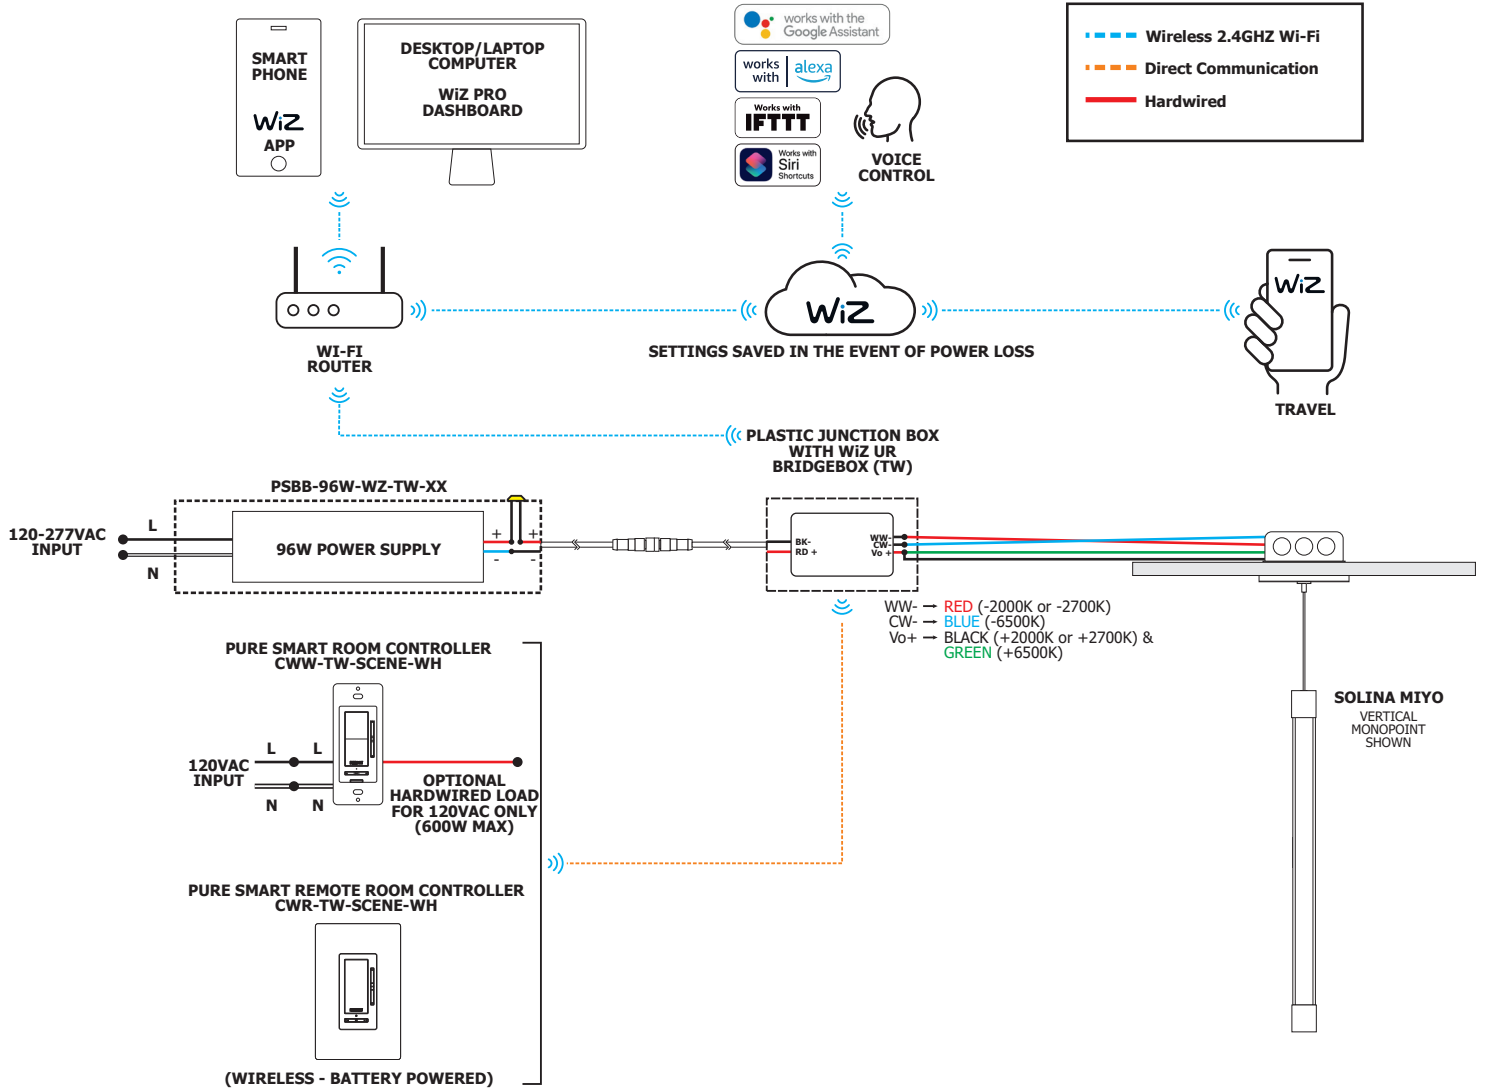 SMART
PHONE
WiZ
APP
DESKTOP/LAPTOP
COMPUTER
WiZ PRO
DASHBOARD
works with the
Google Assistant
works
with
alexa
Works with
IFTTT
Works with
Siri
Shortcuts
VOICE
CONTROL
Wireless 2.4GHZ Wi-Fi
Direct Communication
Hardwired
WI-FI
ROUTER
WiZ
SETTINGS SAVED IN THE EVENT OF POWER LOSS
WiZ
TRAVEL
PLASTIC JUNCTION BOX
WITH WiZ UR
BRIDGEBOX (TW)
PSBB-96W-WZ-TW-XX
120-277VAC
INPUT
L
N
96W POWER SUPPLY
+ +
- -
BK-
RD +
WW-
CW-
Vo +
WW- → RED (-2000K or -2700K)
CW- → BLUE (-6500K)
Vo+ → BLACK (+2000K or +2700K) &
GREEN (+6500K)
SOLINA MIYO
VERTICAL
MONOPOINT
SHOWN
PURE SMART ROOM CONTROLLER
CWW-TW-SCENE-WH
120VAC
INPUT
L L
N N
OPTIONAL
HARDWIRED LOAD
FOR 120VAC ONLY
(600W MAX)
PURE SMART REMOTE ROOM CONTROLLER
CWR-TW-SCENE-WH
(WIRELESS - BATTERY POWERED)